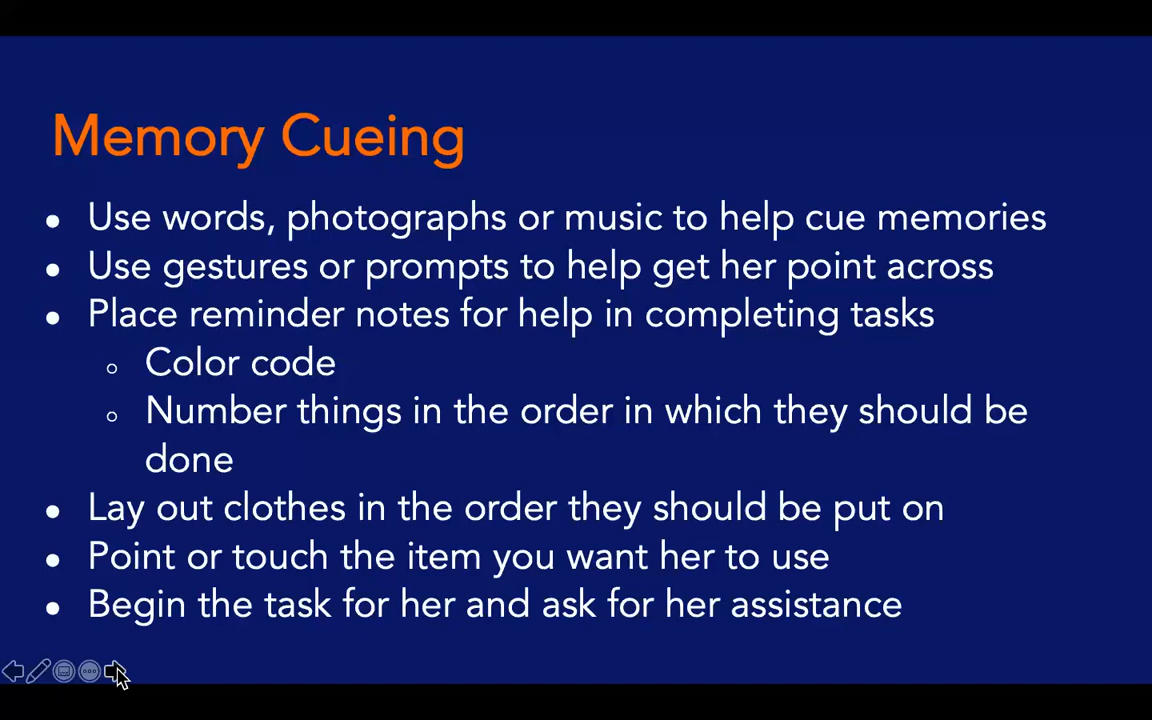 Memory Cueing
● Use words, photographs or music to help cue memories
● Use gestures or prompts to help get her point across
● Place reminder notes for help in completing tasks
○ Color code
○ Number things in the order in which they should be
done
● Lay out clothes in the order they should be put on
● Point or touch the item you want her to use
● Begin the task for her and ask for her assistance